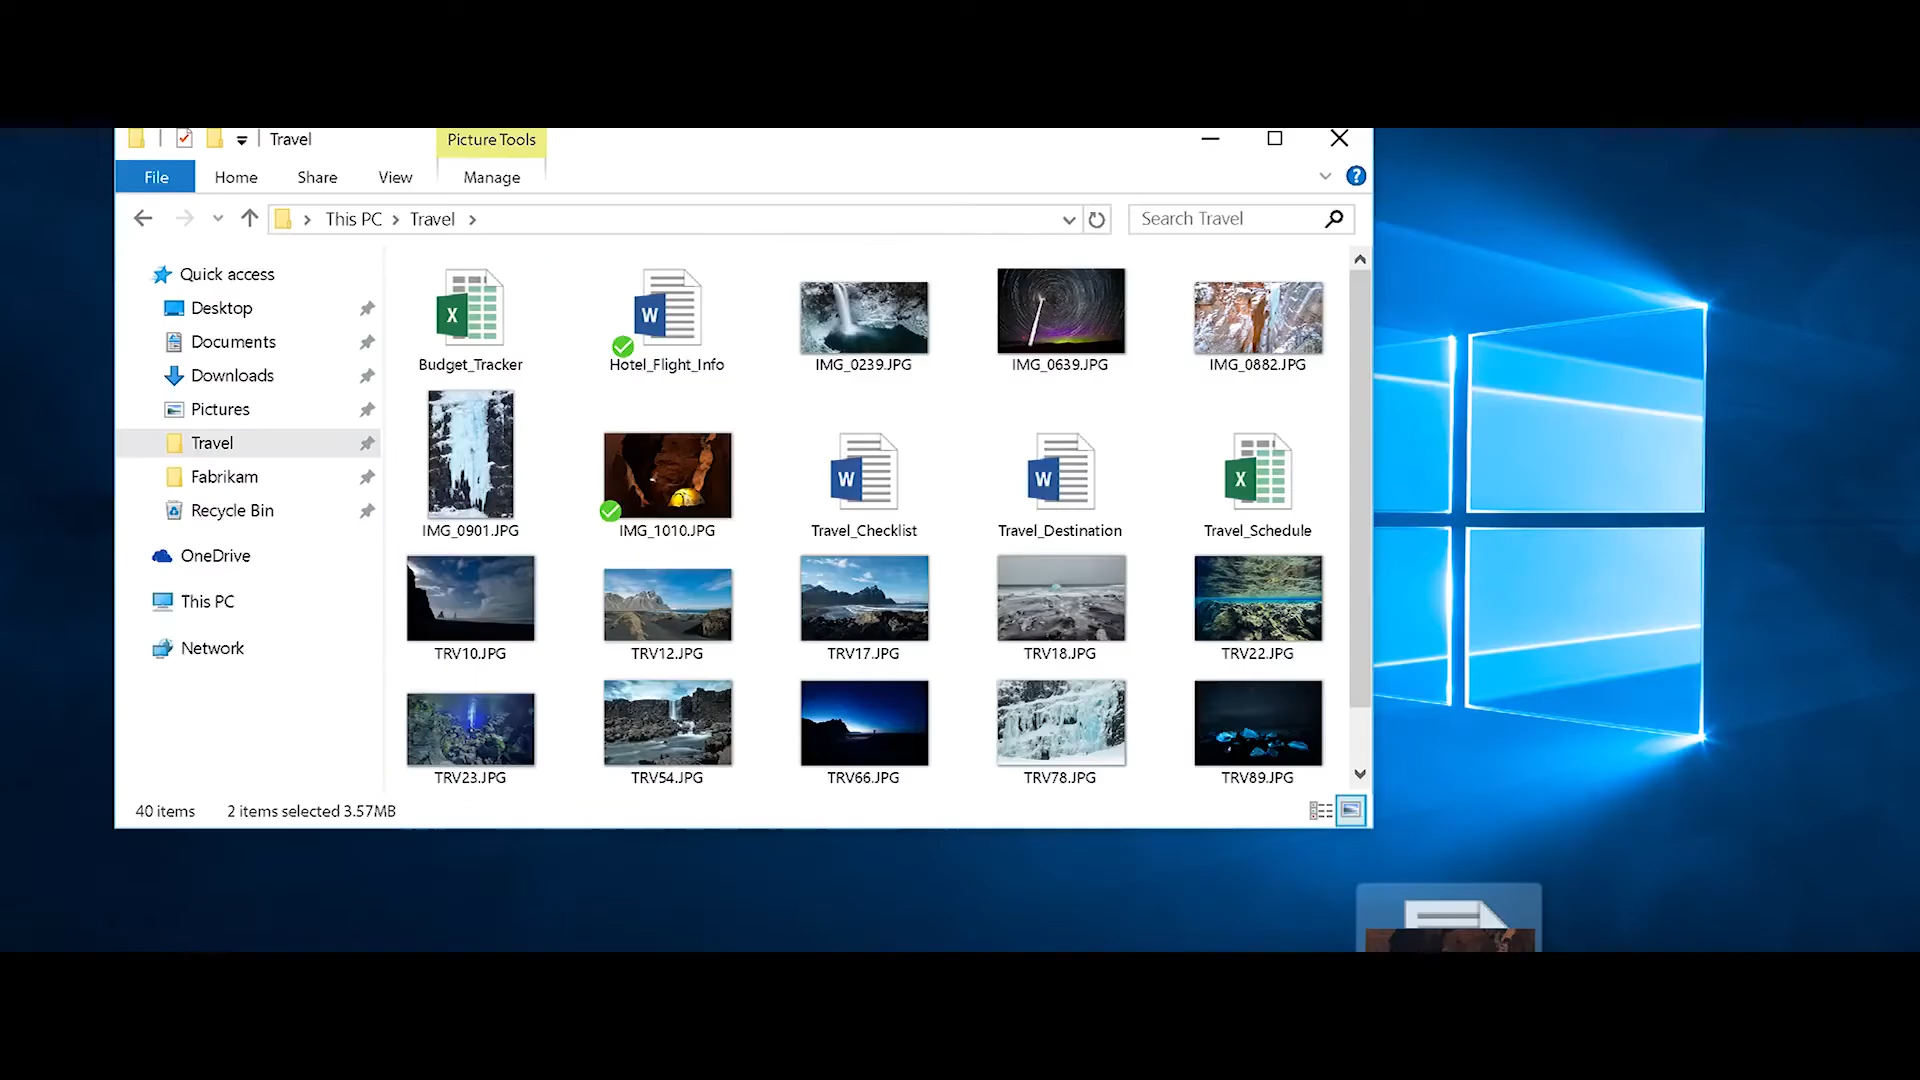 Travel
Picture Tools
File
Home
Share
View
Manage
?
This PC
Travel
Search Travel
Quick access
Desktop
Documents
Downloads
Pictures
Travel
Fabrikam
Recycle Bin
OneDrive
This PC
Network
X
W
Budget_Tracker
Hotel_Flight_Info
IMG_0239.JPG
IMG_0639.JPG
IMG_0882.JPG
W
W
X
IMG_0901.JPG
IMG_1010.JPG
Travel_Checklist
Travel_Destination
Travel_Schedule
TRV10.JPG
TRV12.JPG
TRV17.JPG
TRV18.JPG
TRV22.JPG
TRV23.JPG
TRV54.JPG
TRV66.JPG
TRV78.JPG
TRV89.JPG
40 items
2 items selected 3.57MB